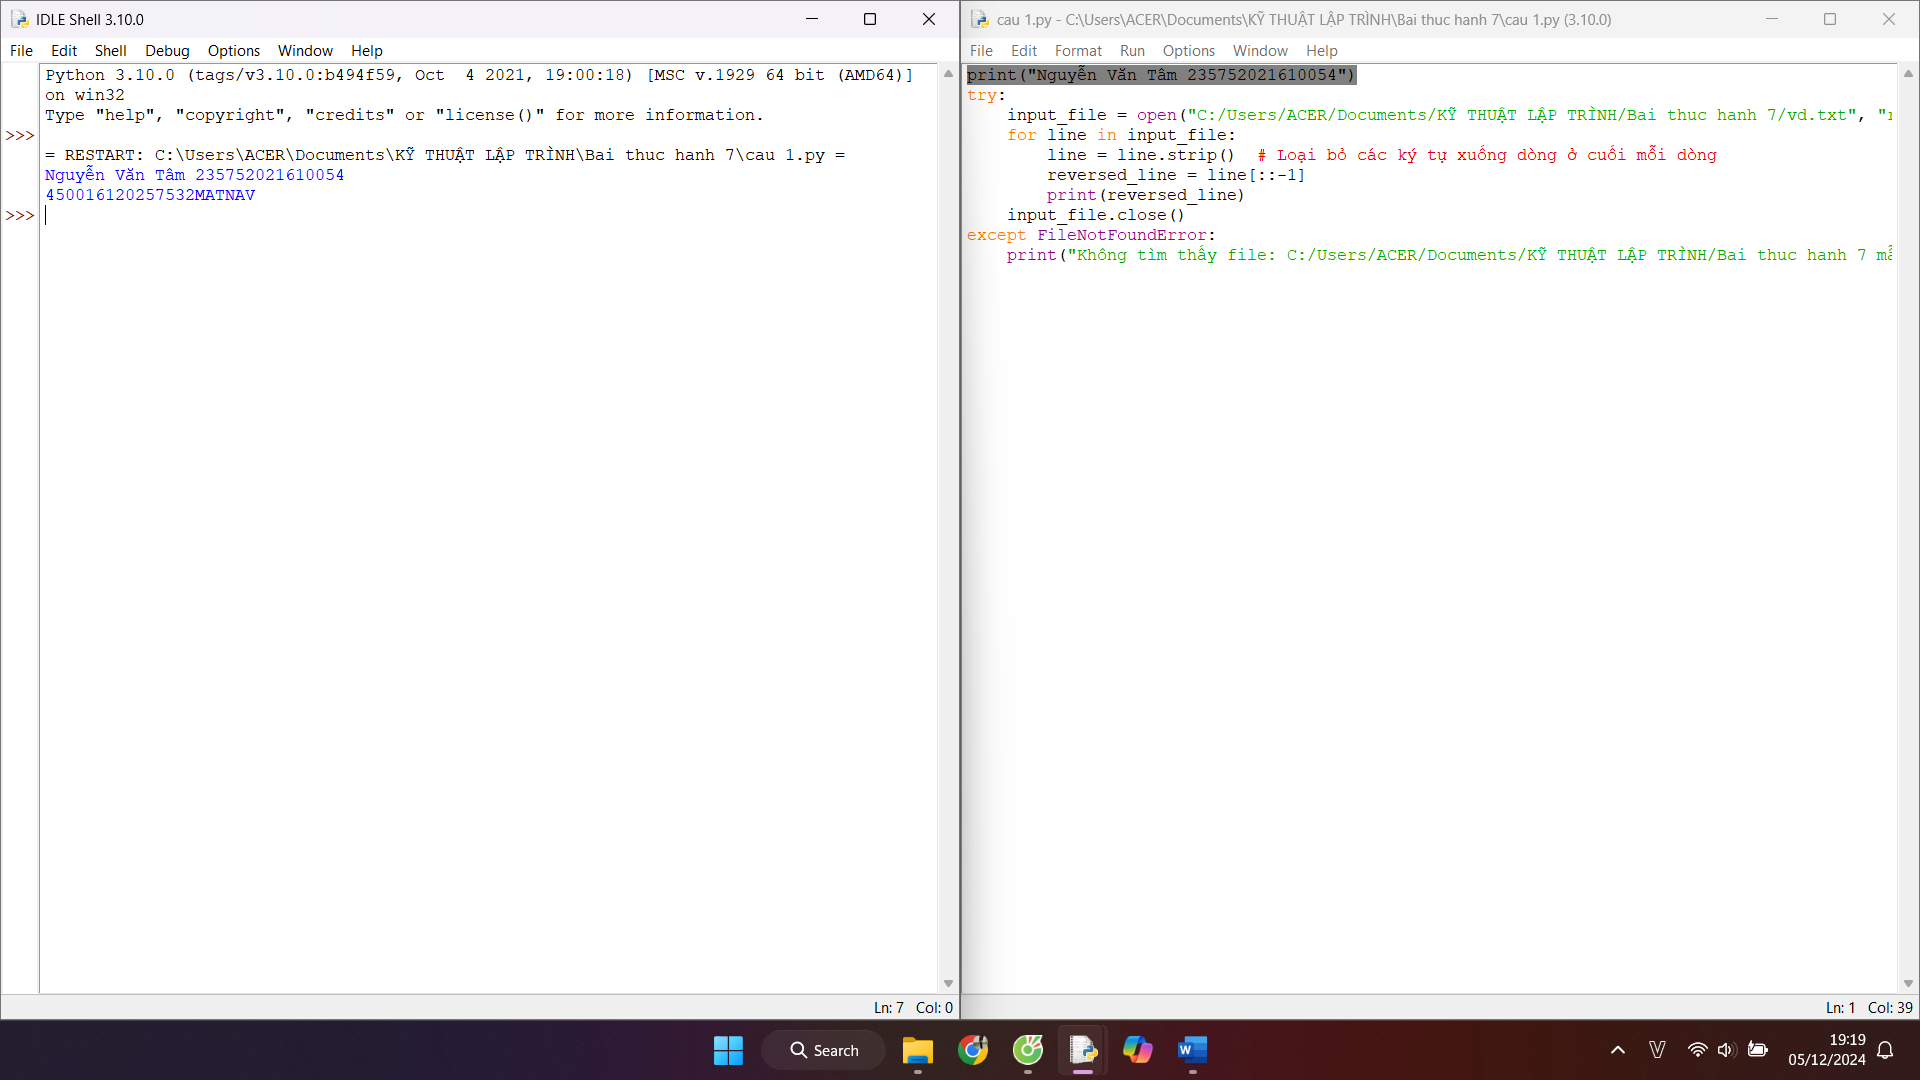 IDLE Shell 3.10.0
File Edit Shell Debug Options Window Help
Python 3.10.0 (tags/v3.10.0:b494f59, Oct  4 2021, 19:00:18) [MSC v.1929 64 bit (AMD64)]
on win32
Type "help", "copyright", "credits" or "license()" for more information.
>>>
= RESTART: C:\Users\ACER\Documents\KỸ THUẬT LẬP TRÌNH\Bai thuc hanh 7\cau 1.py =
Nguyễn Văn Tâm 235752021610054
450016120257532MATNAV
>>>
Ln: 7 Col: 0
cau 1.py - C:\Users\ACER\Documents\KỸ THUẬT LẬP TRÌNH\Bai thuc hanh 7\cau 1.py (3.10.0)
File Edit Format Run Options Window Help
print("Nguyễn Văn Tâm 235752021610054")
try:
    input_file = open("C:/Users/ACER/Documents/KỸ THUẬT LẬP TRÌNH/Bai thuc hanh 7/vd.txt", "r
    for line in input_file:
        line = line.strip()  # Loại bỏ các ký tự xuống dòng ở cuối mỗi dòng
        reversed_line = line[::-1]
        print(reversed_line)
    input_file.close()
except FileNotFoundError:
    print("Không tìm thấy file: C:/Users/ACER/Documents/KỸ THUẬT LẬP TRÌNH/Bai thuc hanh 7
Ln: 1 Col: 39
Search
19:19
05/12/2024